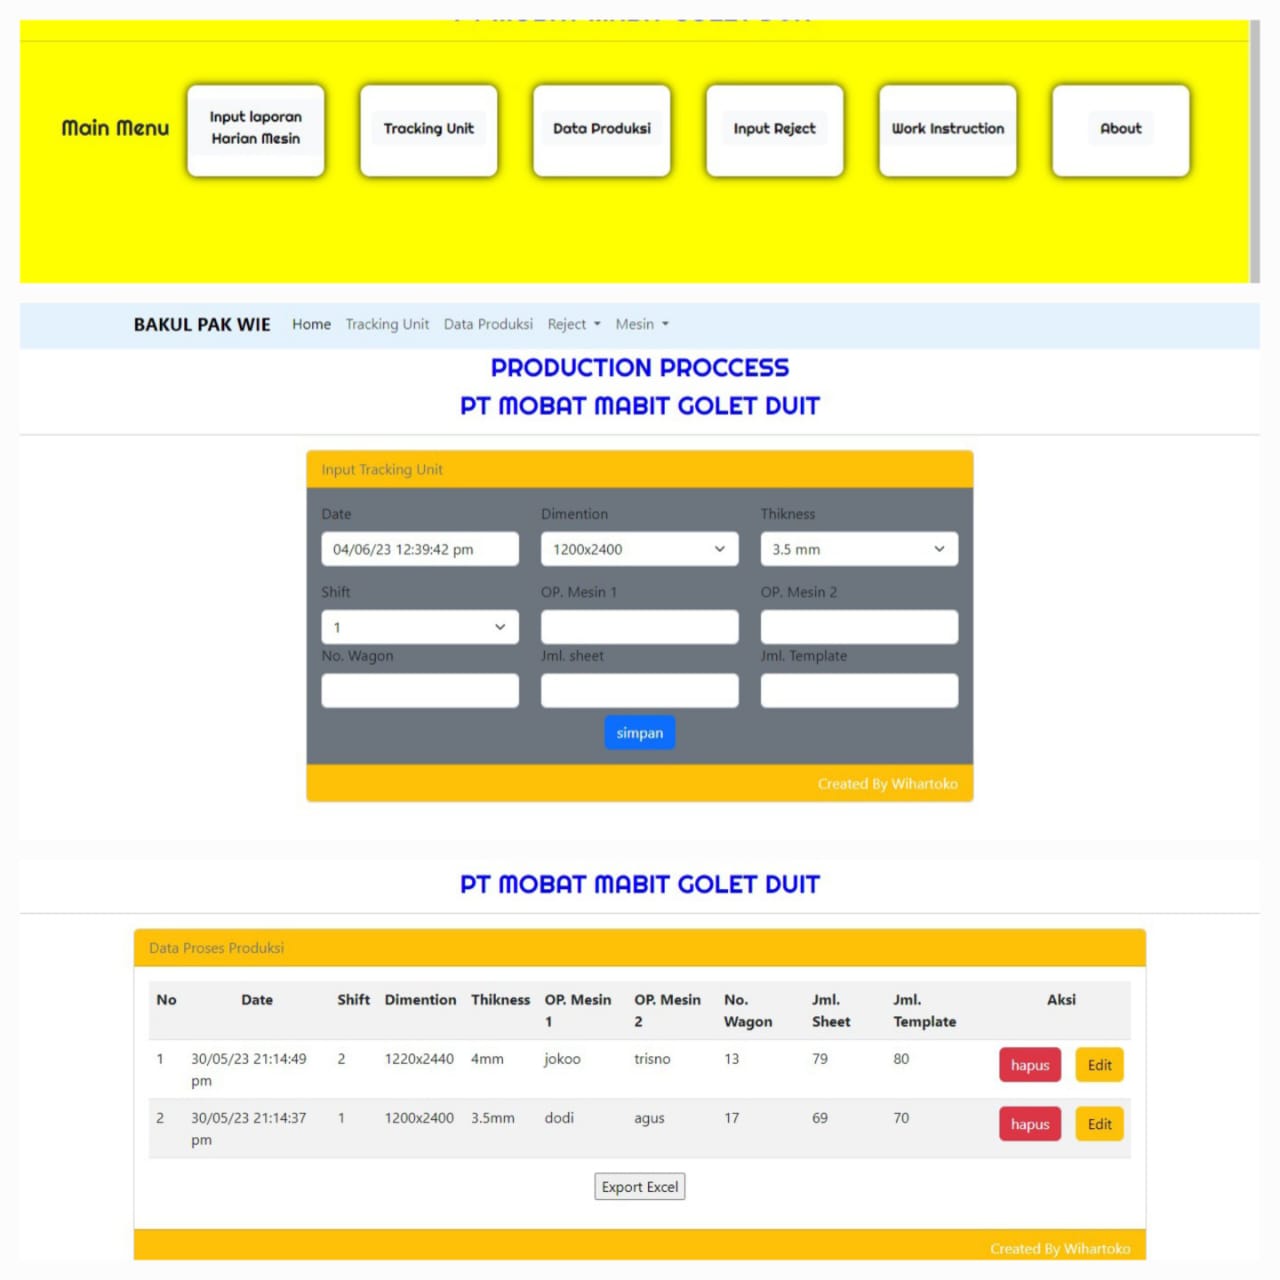 Main Menu
Input laporan
Harian Mesin
Tracking Unit
Data Produksi
Input Reject
Work Instruction
About
BAKUL PAK WIE Home Tracking Unit Data Produksi Reject Mesin
PRODUCTION PROCCESS
PT MOBAT MABIT GOLET DUIT
Input Tracking Unit
Date Dimention Thikness
04/06/23 12:39:42 pm 1200x2400 3.5 mm
Shift OP. Mesin 1 OP. Mesin 2
1
No. Wagon Jml. sheet Jml. Template
simpan
Created By Wihartoko
PT MOBAT MABIT GOLET DUIT
Data Proses Produksi
No Date Shift Dimention Thikness OP. Mesin 1 OP. Mesin 2 No. Wagon Jml. Sheet Jml. Template Aksi
1 30/05/23 21:14:49 pm 2 1220x2440 4mm jokoo trisno 13 79 80 hapus Edit
2 30/05/23 21:14:37 pm 1 1200x2400 3.5mm dodi agus 17 69 70 hapus Edit
Export Excel
Created By Wihartoko